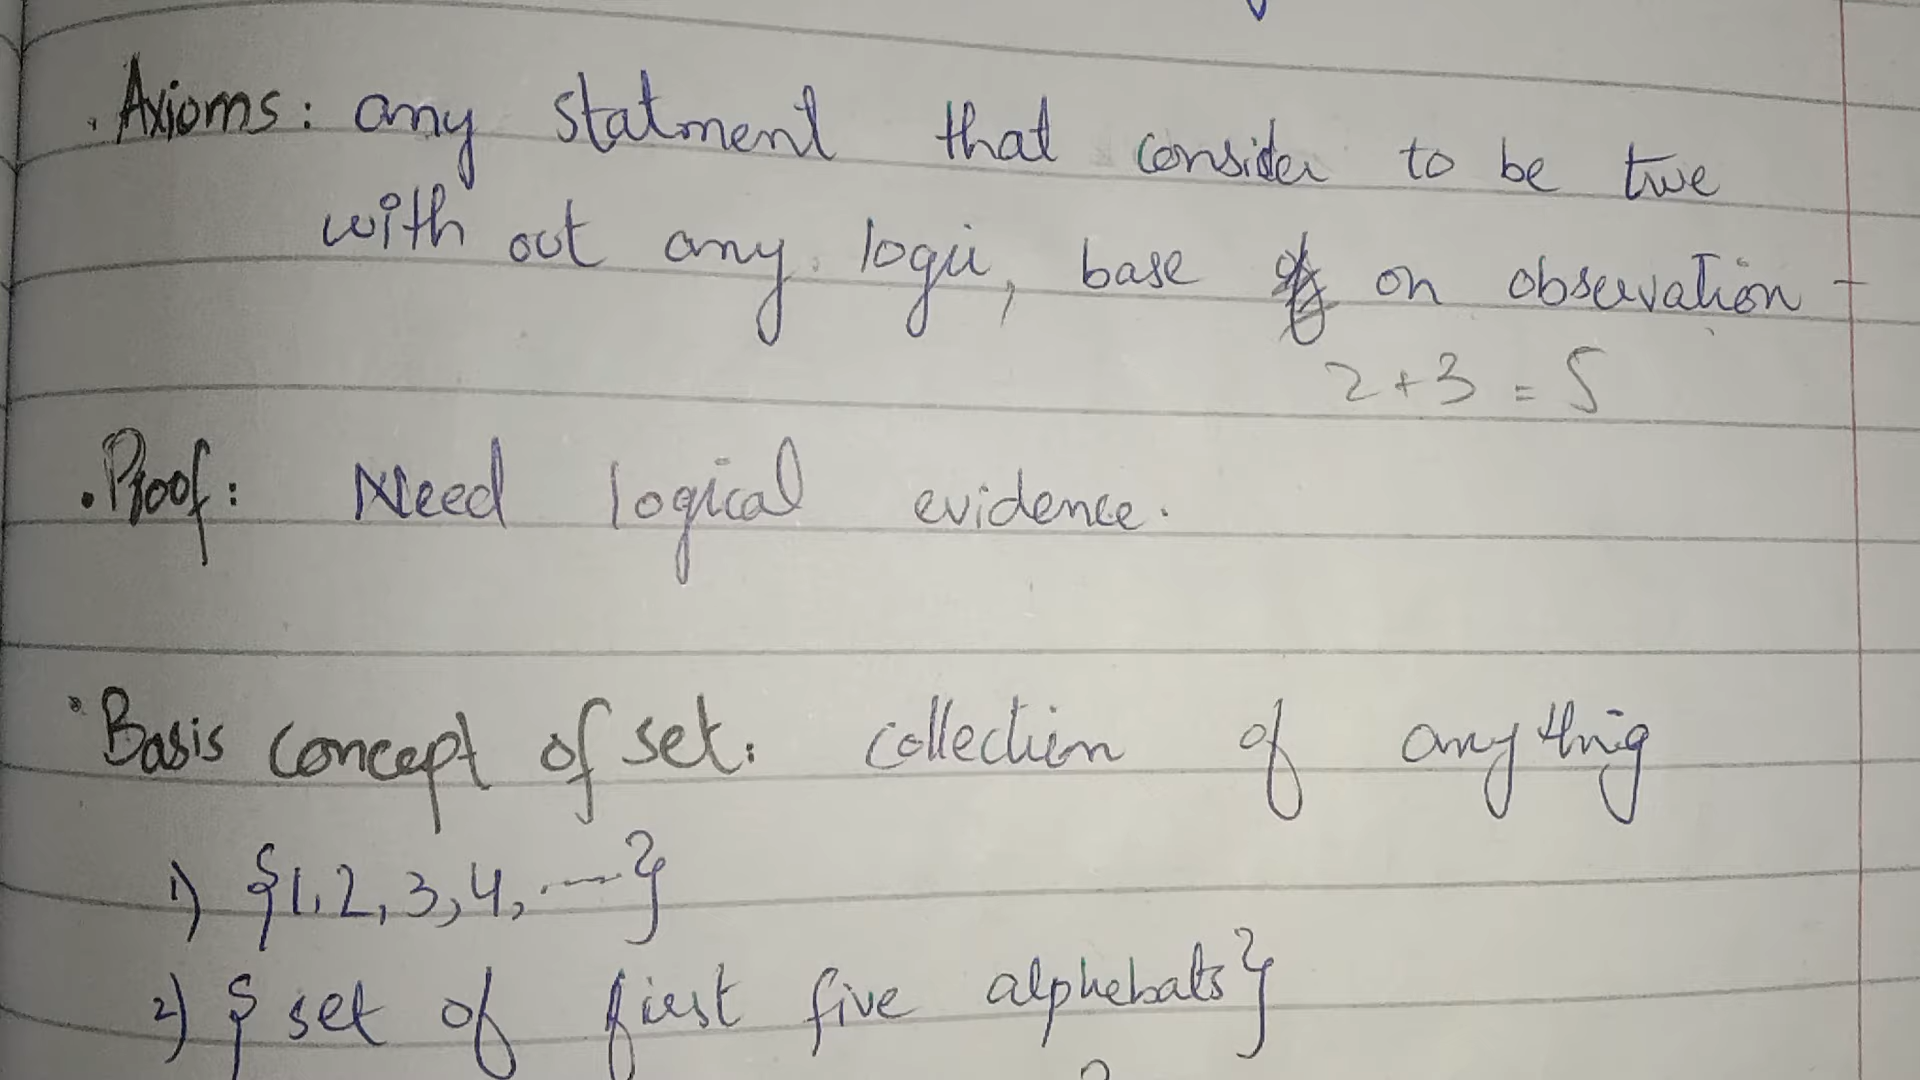 . Axioms: any statment that consider to be true
with out any logic, base on observation -
2+3 = 5
. Proof: Need logical evidence.
. Basis concept of set: collection of any thing
1) {1,2,3,4, ---}
2) { set of first five alphebats}